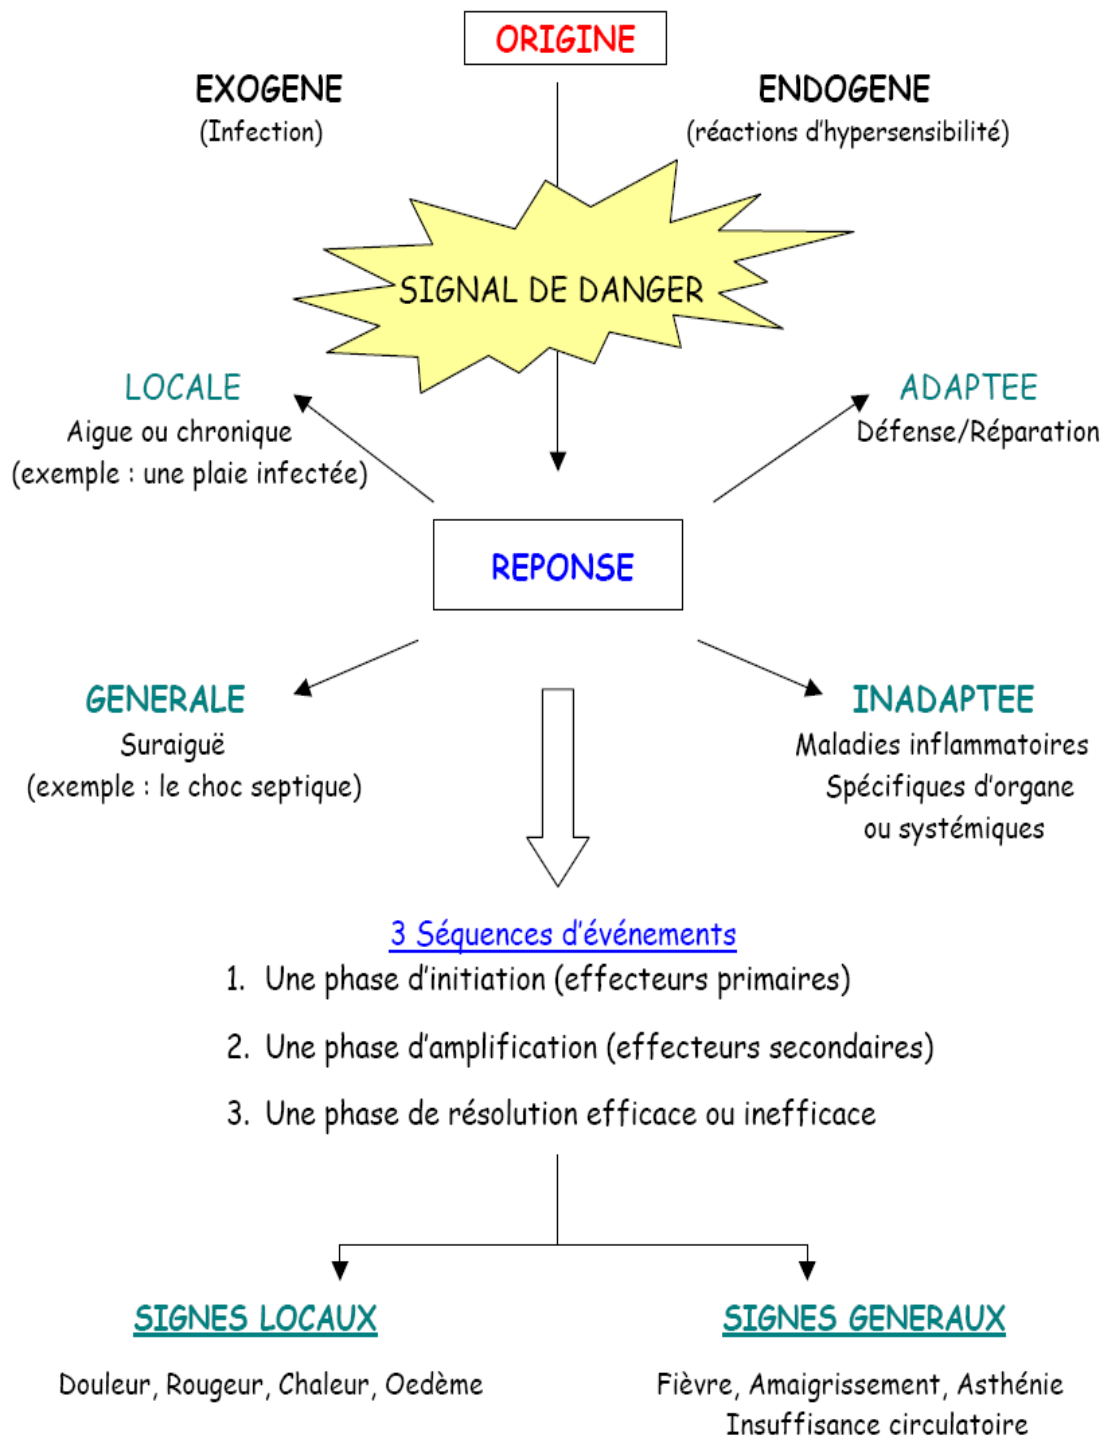 ORIGINE
EXOGENE
(Infection)
ENDOGENE
(réactions d'hypersensibilité)
SIGNAL DE DANGER
LOCALE
Aigue ou chronique
(exemple : une plaie infectée)
ADAPTEE
Défense/Réparation
REPONSE
GENERALE
Suraiguë
(exemple : le choc septique)
INADAPTEE
Maladies inflammatoires
Spécifiques d'organe
ou systémiques
3 Séquences d'événements
1. Une phase d'initiation (effecteurs primaires)
2. Une phase d'amplification (effecteurs secondaires)
3. Une phase de résolution efficace ou inefficace
SIGNES LOCAUX
Douleur, Rougeur, Chaleur, Oedème
SIGNES GENERAUX
Fièvre, Amaigrissement, Asthénie
Insuffisance circulatoire